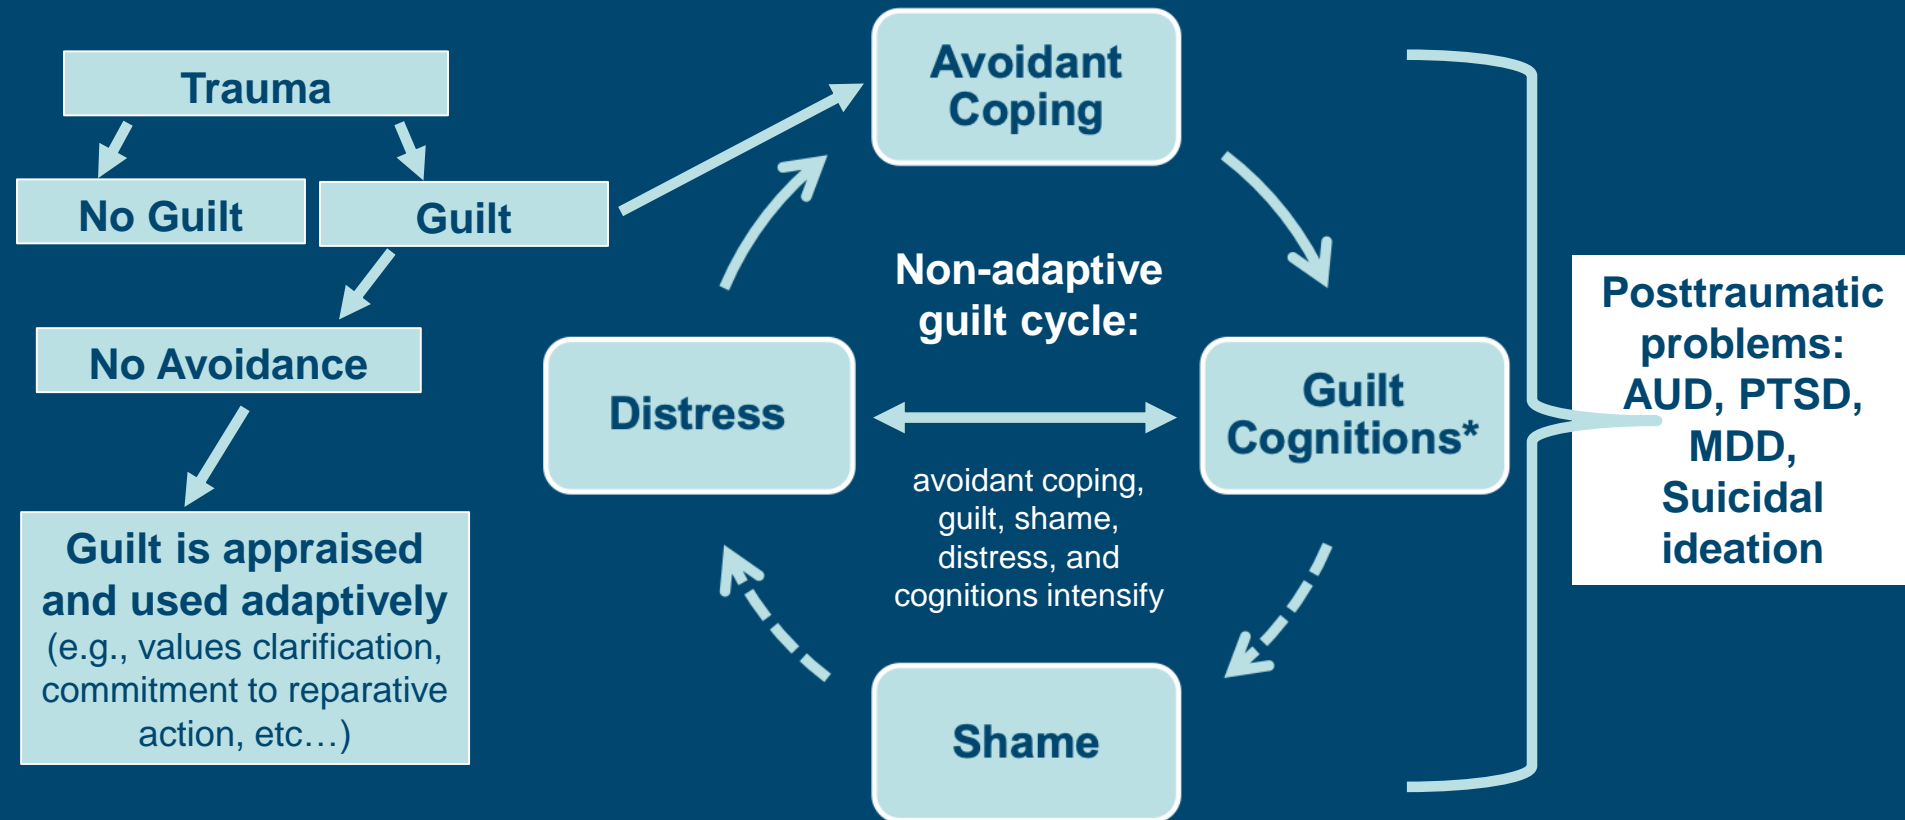 Trauma
No Guilt
Guilt
No Avoidance
Guilt is appraised
and used adaptively
(e.g., values clarification,
commitment to reparative
action, etc…)
Avoidant
Coping
Non-adaptive
guilt cycle:
Distress
Guilt
Cognitions*
avoidant coping,
guilt, shame,
distress, and
cognitions intensify
Shame
Posttraumatic
problems:
AUD, PTSD,
MDD,
Suicidal
ideation